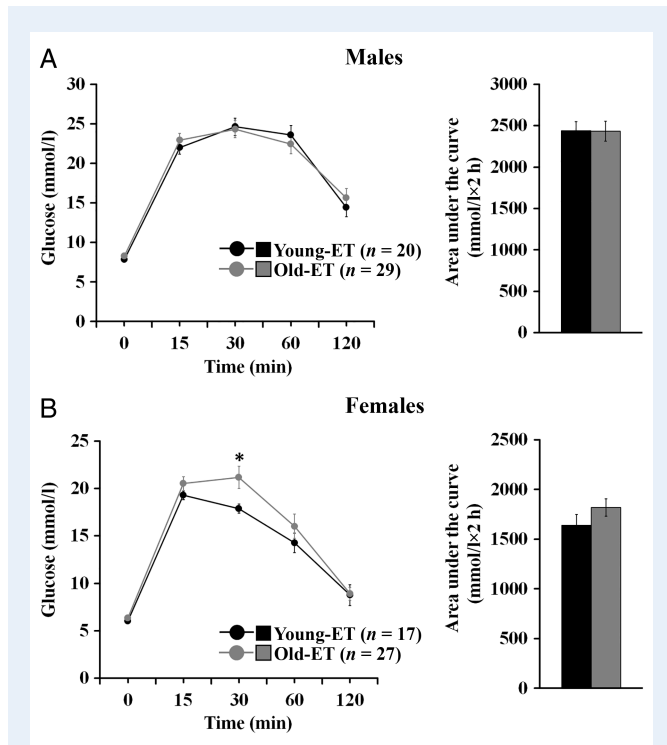 A
Males
30
25
20
15
10
5
0
Glucose (mmol/l)
Young-ET (n = 20)
Old-ET (n = 29)
0 15 30 60 120
Time (min)
3000
2500
2000
1500
1000
500
0
Area under the curve
(mmol/l×2 h)
B
Females
25
20
15
10
5
0
Glucose (mmol/l)
*
Young-ET (n = 17)
Old-ET (n = 27)
0 15 30 60 120
Time (min)
2500
2000
1500
1000
500
0
Area under the curve
(mmol/l×2 h)